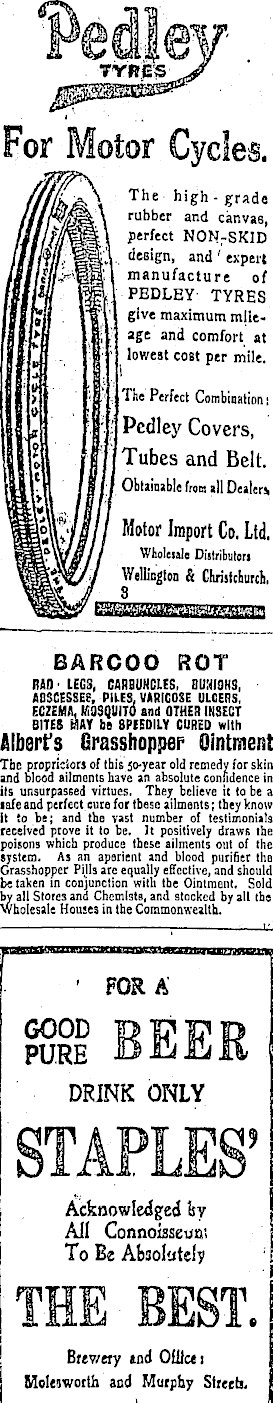 Pedley
TYRES
For Motor Cycles.
The high-grade
rubber and canvas,
perfect NON-SKID
design, and expert
manufacture of
PEDLEY TYRES
give maximum mile-
age and comfort at
lowest cost per mile.
The Perfect Combination:
Pedley Covers,
Tubes and Belt.
Obtainable from all Dealers,
Motor Import Co. Ltd.
Wholesale Distributors
Wellington & Christchurch,
3
PEDLEY MOTOR CYCLE TYRE
BARCOO ROT
BAD LEGS, CARBUNCLES, BUNIONS,
ABSCESSEE, PILES, VARICOSE ULCERS,
ECZEMA, MOSQUITO and OTHER INSECT
BITES MAY be SPEEDILY CURED with
Albert's Grasshopper Ointment
The propriciors of this 50-year old remedy for skin
and blood ailments have an absolute confidence in
its unsurpassed virtues. They believe it to be a
safe and perfect cure for these ailments; they know
it to be; and the vast number of testimonials
received prove it to be. It positively draws the
poisons which produce these ailments out of the
system. As an aperient and blood purifier the
Grasshopper Pills are equally effective, and should
be taken in conjunction with the Ointment. Sold
by all Stores and Chemists, and stocked by all the
Wholesale Houses in the Commonwealth.
FOR A
GOOD
PURE BEER
DRINK ONLY
STAPLES'
Acknowledged by
All Connoisseurs
To Be Absolutely
THE BEST.
Brewery and Office:
Molesworth and Murphy Streets.